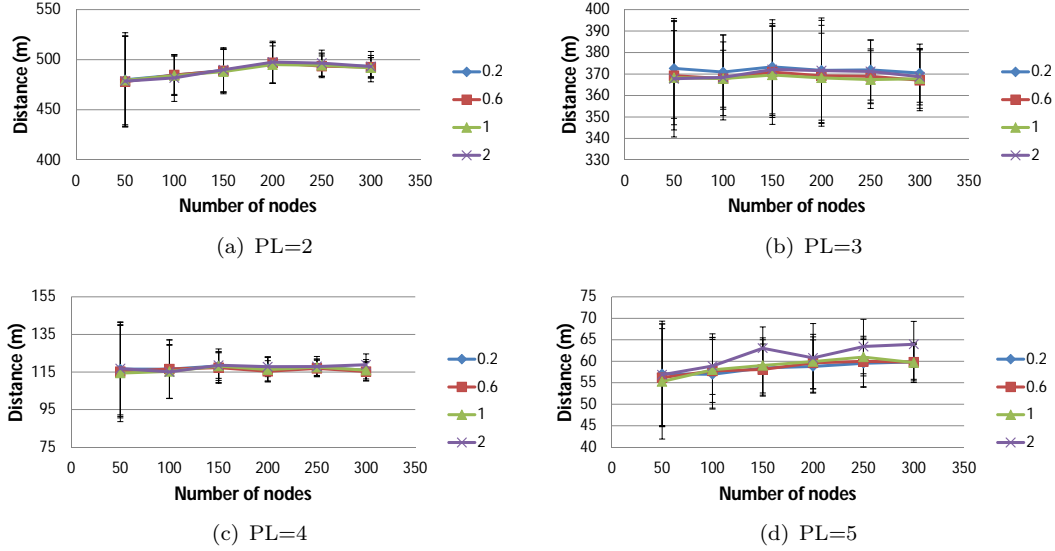 550
500
450
400
Distance (m)
0 50 100 150 200 250 300 350
Number of nodes
0.2
0.6
1
2
(a) PL=2
400
390
380
370
360
350
340
330
Distance (m)
0 50 100 150 200 250 300 350
Number of nodes
0.2
0.6
1
2
(b) PL=3
155
135
115
95
75
Distance (m)
0 50 100 150 200 250 300 350
Number of nodes
0.2
0.6
1
2
(c) PL=4
75
70
65
60
55
50
45
40
Distance (m)
0 50 100 150 200 250 300 350
Number of nodes
0.2
0.6
1
2
(d) PL=5